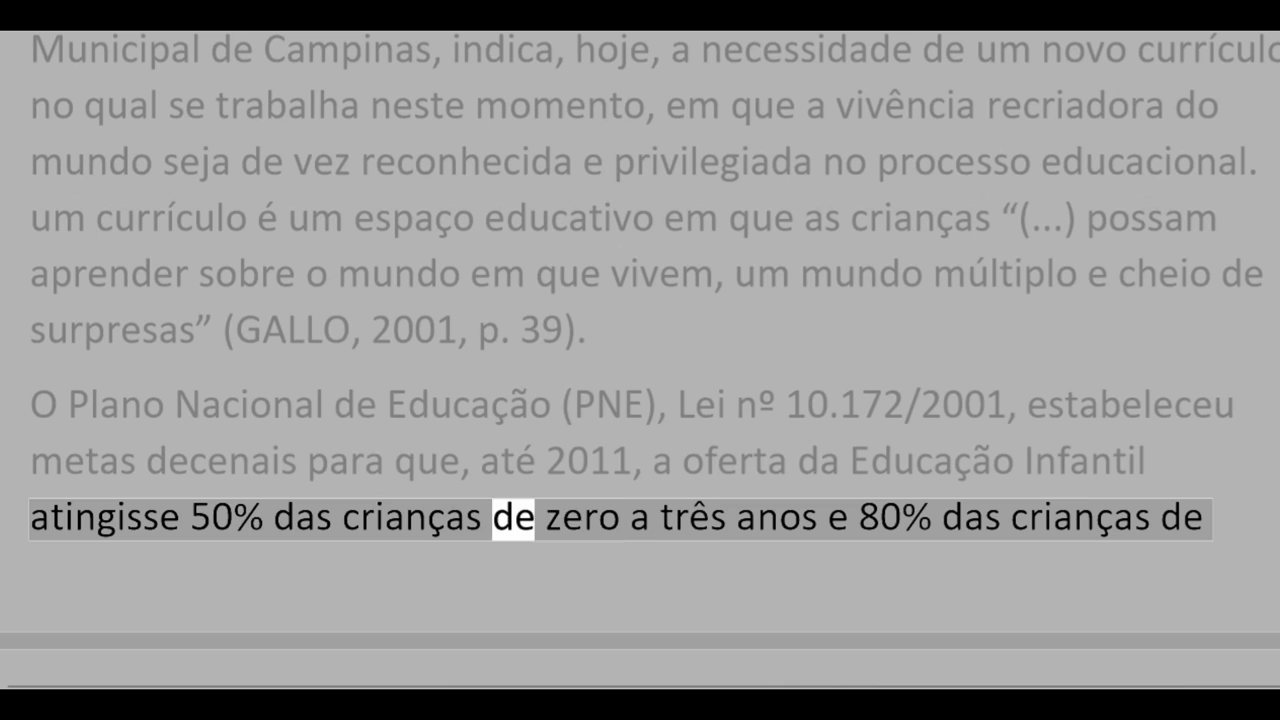 Municipal de Campinas, indica, hoje, a necessidade de um novo currículo
no qual se trabalha neste momento, em que a vivência recriadora do
mundo seja de vez reconhecida e privilegiada no processo educacional.
um currículo é um espaço educativo em que as crianças “(...) possam
aprender sobre o mundo em que vivem, um mundo múltiplo e cheio de
surpresas” (GALLO, 2001, p. 39).
O Plano Nacional de Educação (PNE), Lei nº 10.172/2001, estabeleceu
metas decenais para que, até 2011, a oferta da Educação Infantil
atingisse 50% das crianças de zero a três anos e 80% das crianças de